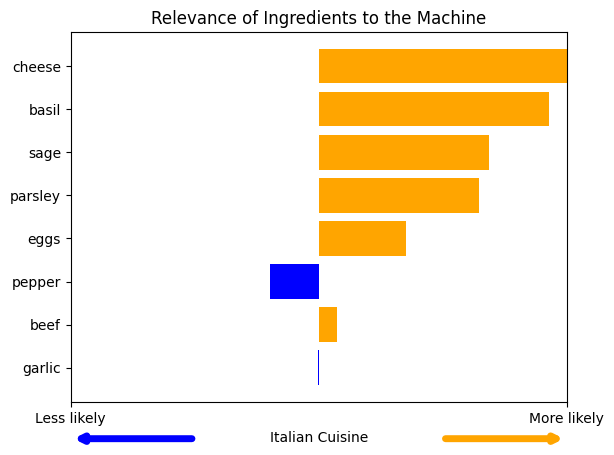 Relevance of Ingredients to the Machine
cheese
basil
sage
parsley
eggs
pepper
beef
garlic
Less likely
More likely
Italian Cuisine